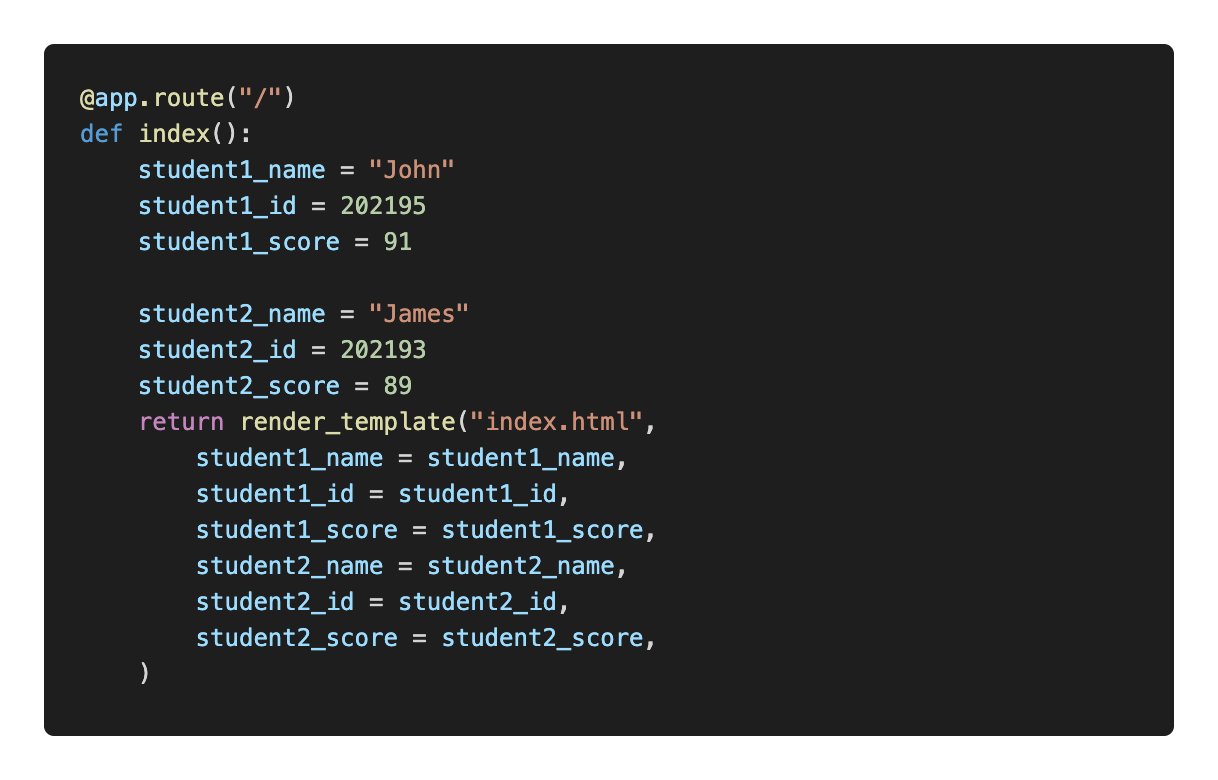 @app.route("/")
def index():
    student1_name = "John"
    student1_id = 202195
    student1_score = 91

    student2_name = "James"
    student2_id = 202193
    student2_score = 89
    return render_template("index.html",
        student1_name = student1_name,
        student1_id = student1_id,
        student1_score = student1_score,
        student2_name = student2_name,
        student2_id = student2_id,
        student2_score = student2_score,
    )